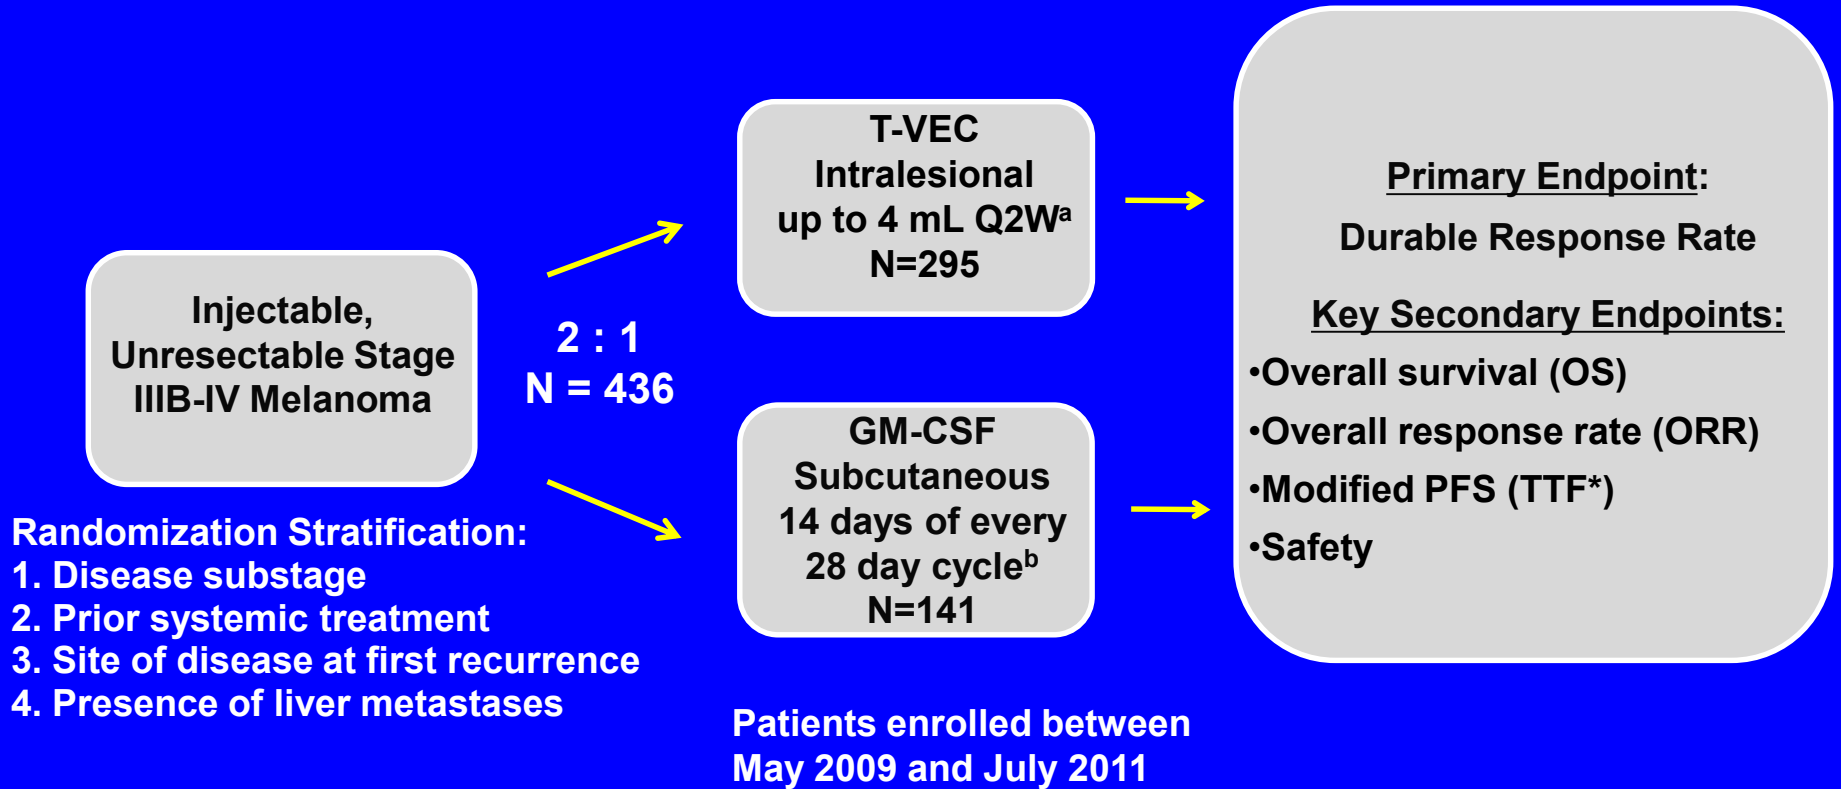 Injectable,
Unresectable Stage
IIIB-IV Melanoma
Randomization Stratification:
1. Disease substage
2. Prior systemic treatment
3. Site of disease at first recurrence
4. Presence of liver metastases
2 : 1
N = 436
T-VEC
Intralesional
up to 4 mL Q2Wᵃ
N=295
GM-CSF
Subcutaneous
14 days of every
28 day cycleᵇ
N=141
Patients enrolled between
May 2009 and July 2011
Primary Endpoint:
Durable Response Rate
Key Secondary Endpoints:
•Overall survival (OS)
•Overall response rate (ORR)
•Modified PFS (TTF*)
•Safety